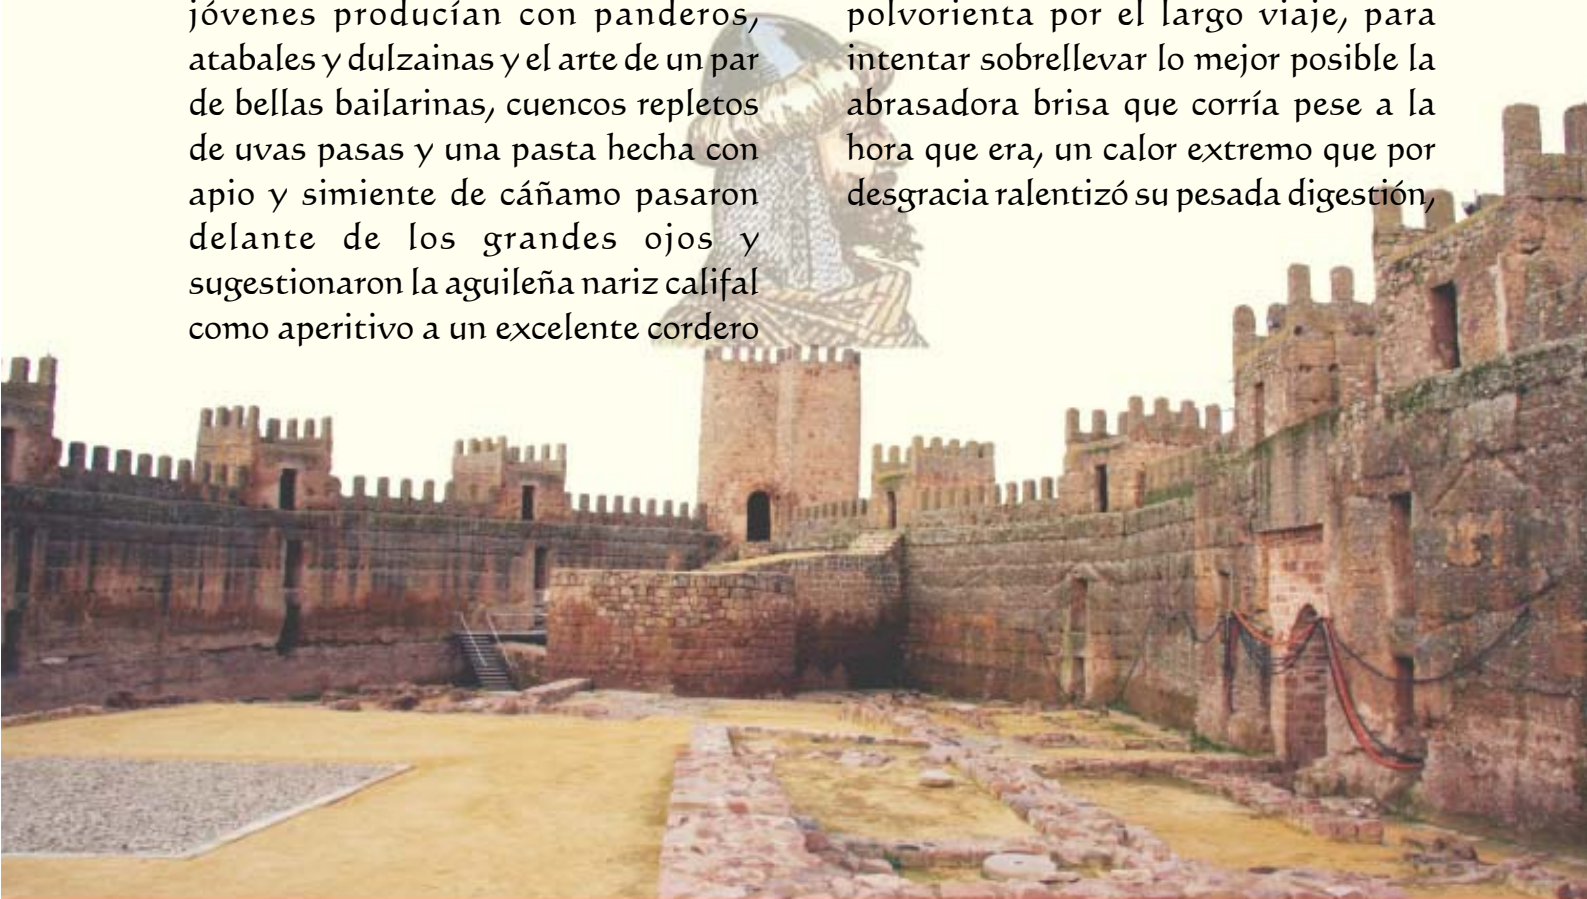 jóvenes producían con panderos,
atabales y dulzainas y el arte de un par
de bellas bailarinas, cuencos repletos
de uvas pasas y una pasta hecha con
apio y simiente de cáñamo pasaron
delante de los grandes ojos y
sugestionaron la aguileña nariz califal
como aperitivo a un excelente cordero
polvorienta por el largo viaje, para
intentar sobrellevar lo mejor posible la
abrasadora brisa que corría pese a la
hora que era, un calor extremo que por
desgracia ralentizó su pesada digestión,